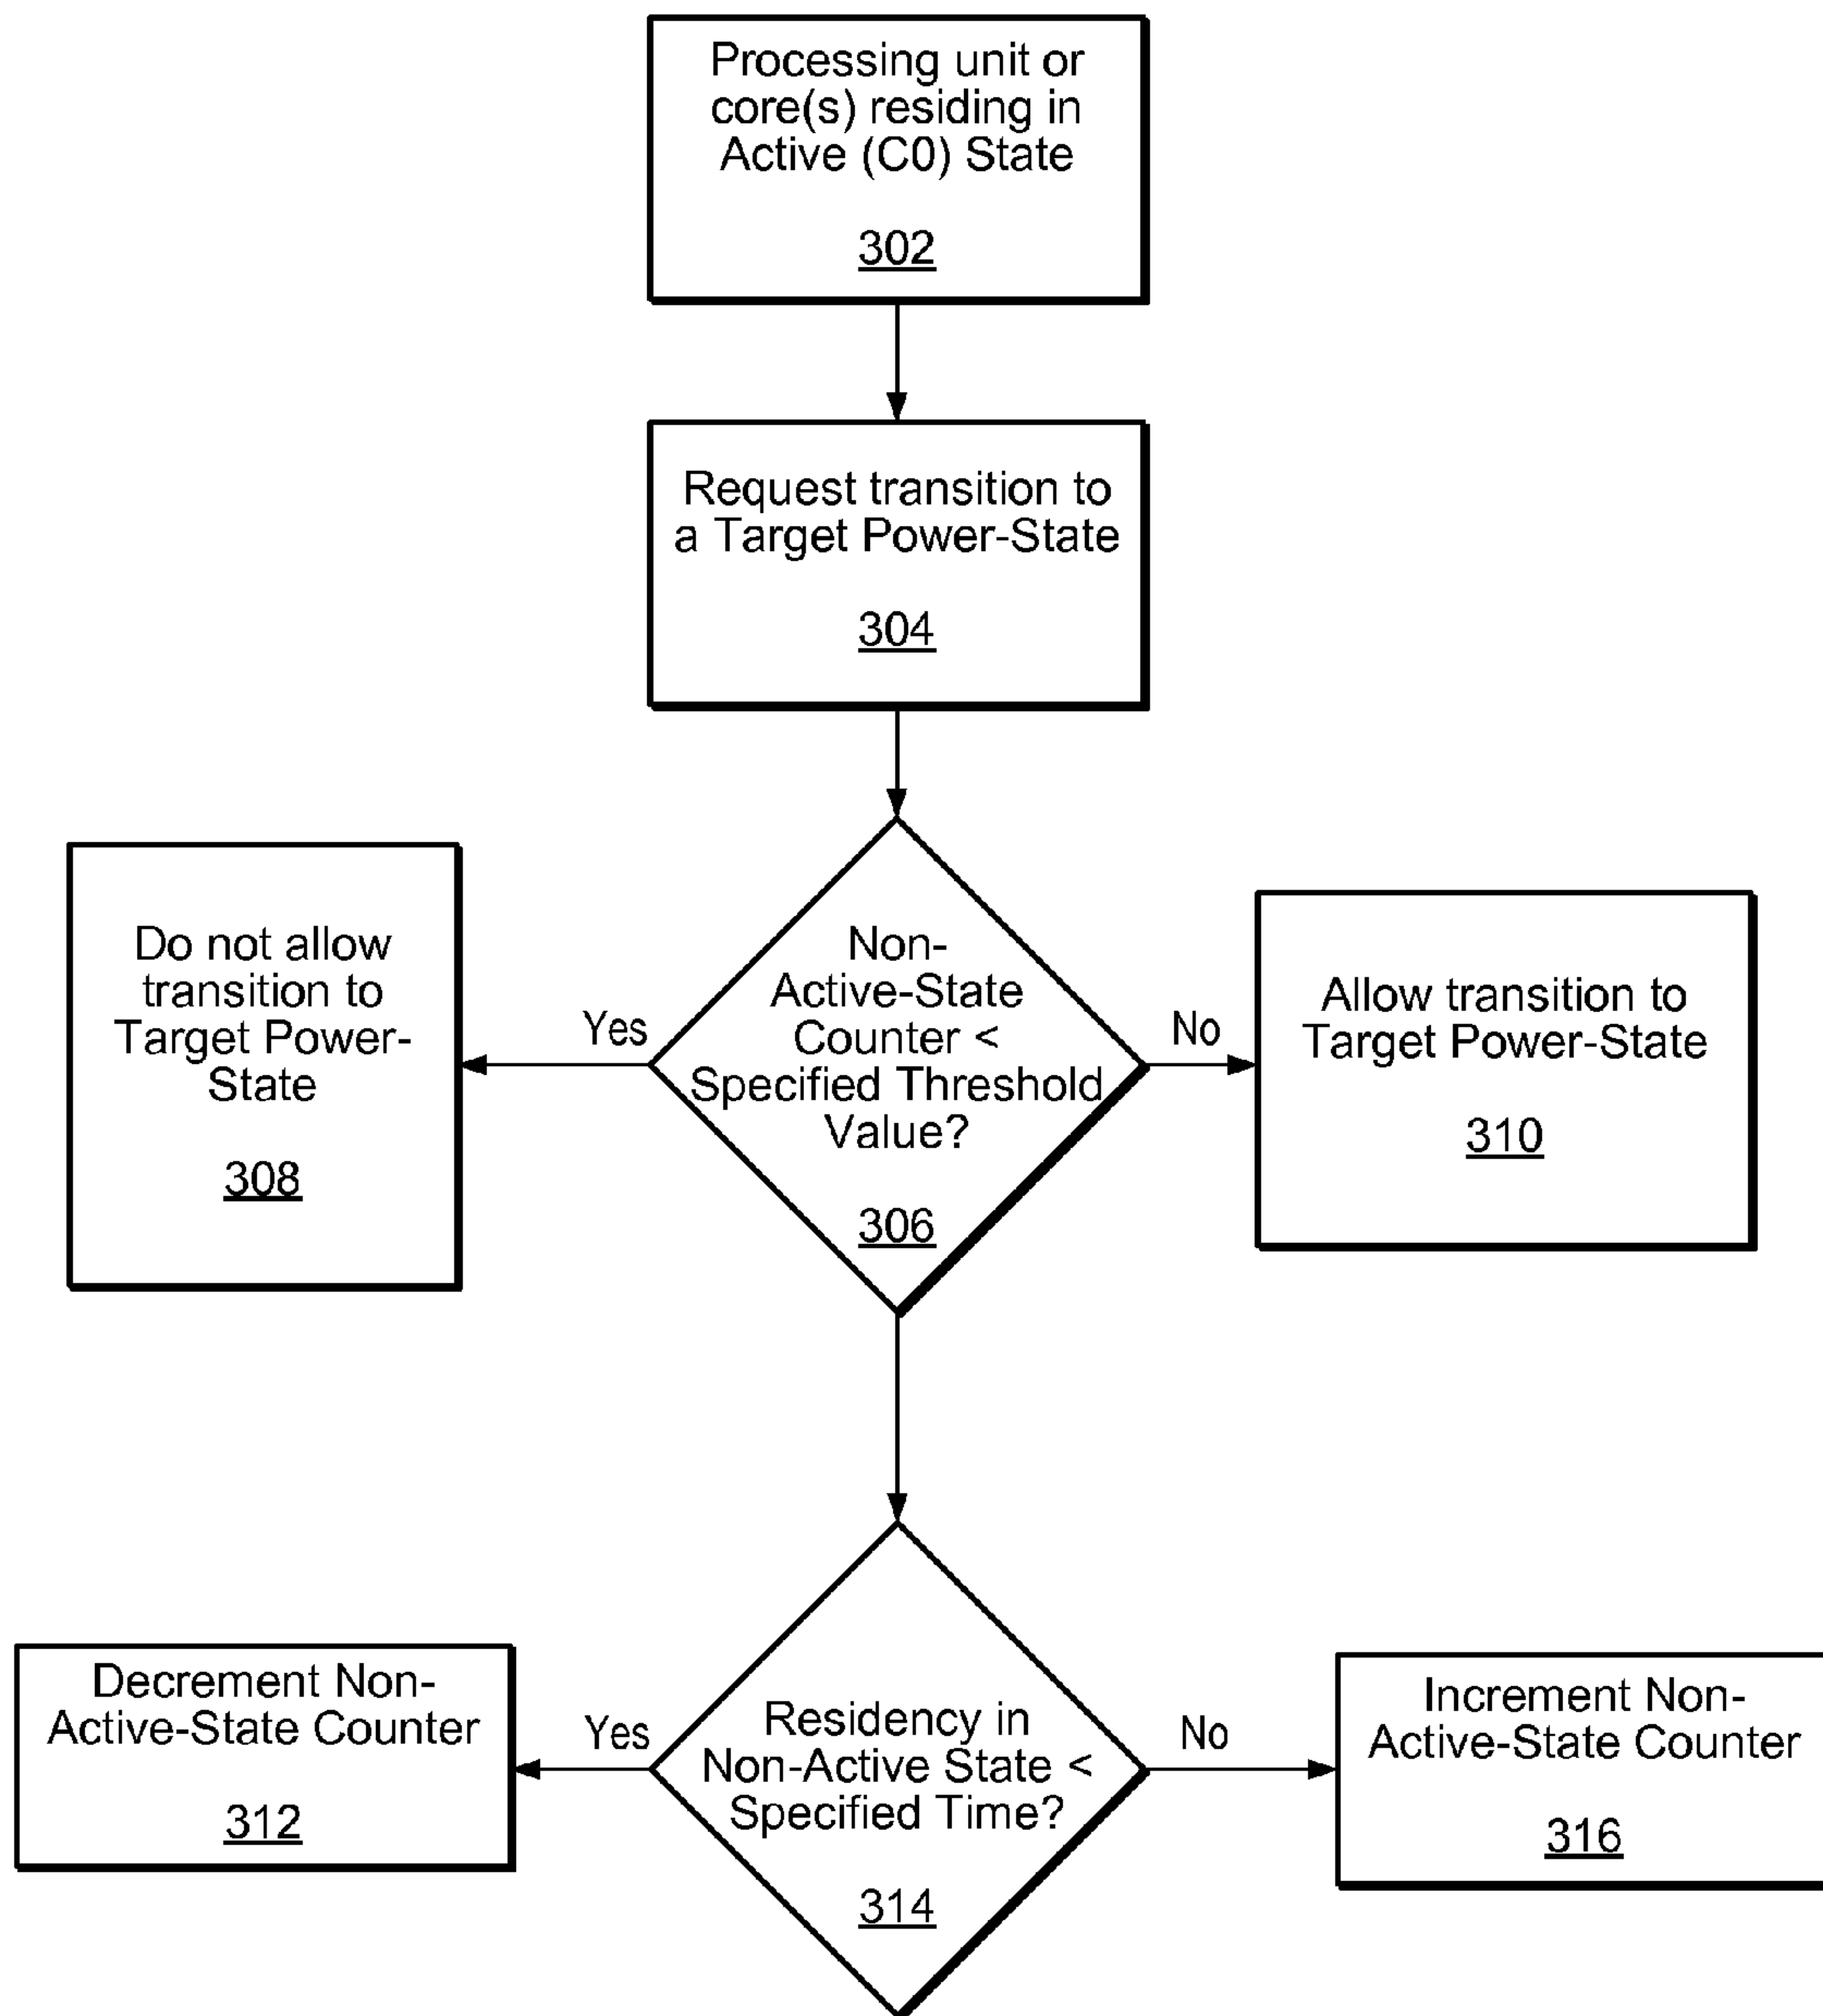 Processing unit or
core(s) residing in
Active (C0) State
302
Request transition to
a Target Power-State
304
Non-
Active-State
Counter <
Specified Threshold
Value?
306
Yes
No
Do not allow
transition to
Target Power-
State
308
Allow transition to
Target Power-State
310
Residency in
Non-Active State <
Specified Time?
314
Yes
No
Decrement Non-
Active-State Counter
312
Increment Non-
Active-State Counter
316